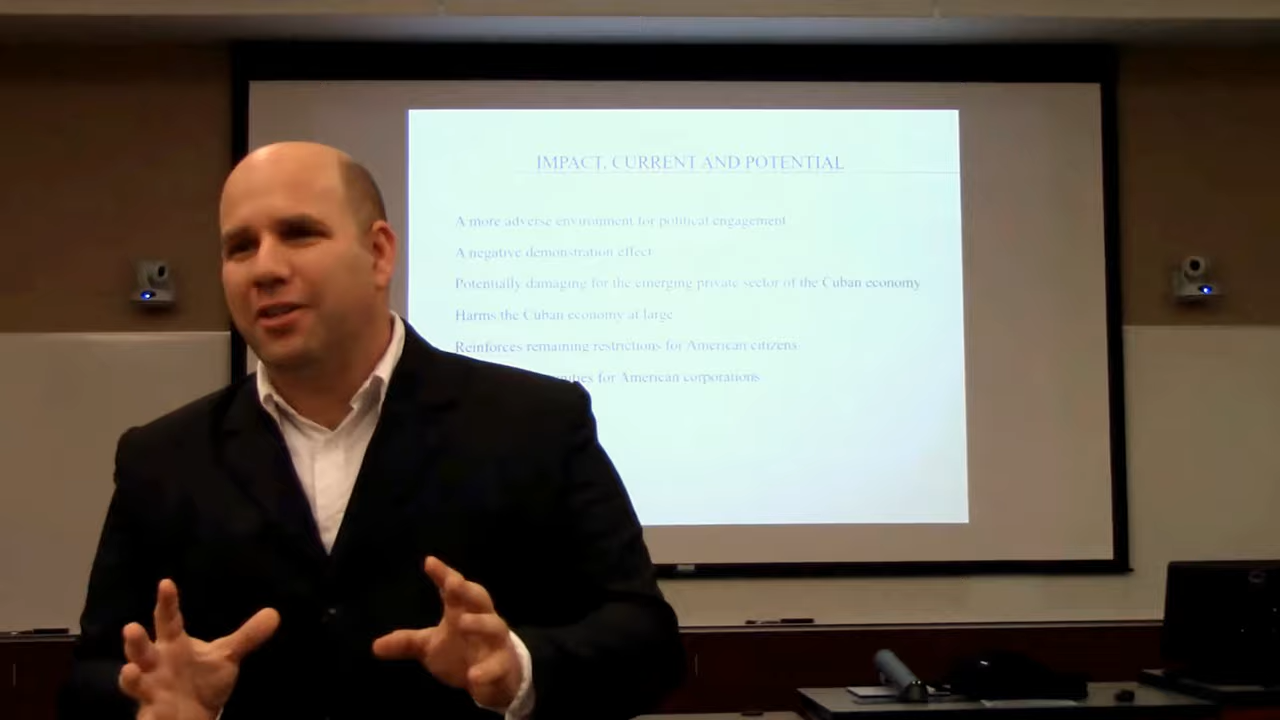 IMPACT, CURRENT AND POTENTIAL
A more adverse environment for political engagement
A negative demonstration effect
Potentially damaging for the emerging private sector of the Cuban economy
Harms the Cuban economy at large
Reinforces remaining restrictions for American citizens
for American corporations